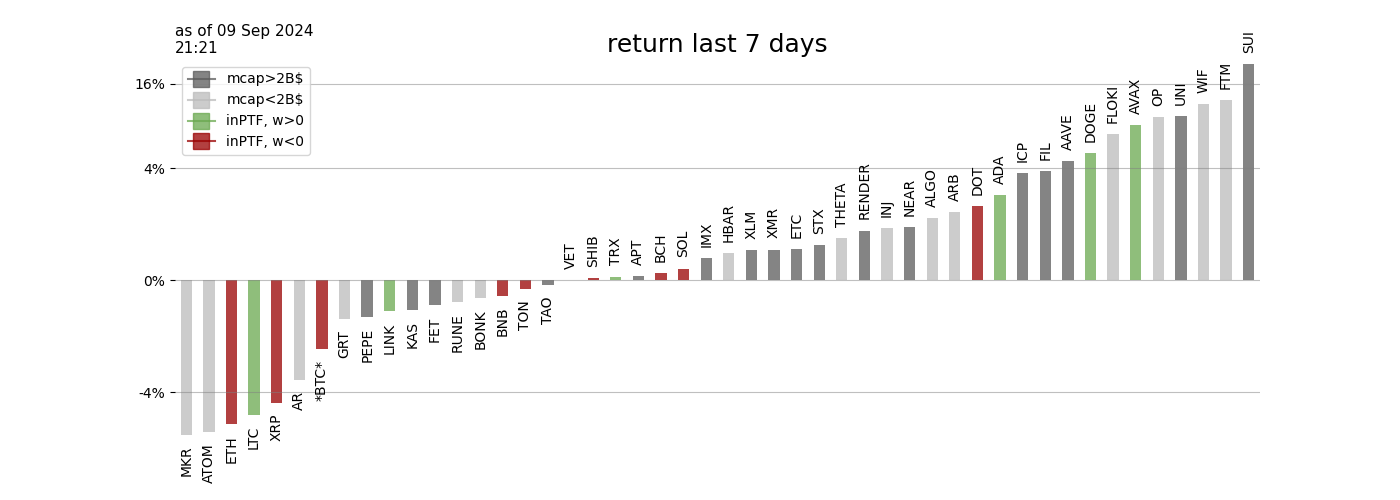 as of 09 Sep 2024
21:21
return last 7 days
mcap>2B$
mcap<2B$
inPTF, w>0
inPTF, w<0
16%
4%
0%
-4%
MKR
ATOM
ETH
LTC
XRP
AR
*BTC*
GRT
PEPE
LINK
KAS
FET
RUNE
BONK
BNB
TON
TAO
VET
SHIB
TRX
APT
BCH
SOL
IMX
HBAR
XLM
XMR
ETC
STX
THETA
RENDER
INJ
NEAR
ALGO
ARB
DOT
ADA
ICP
FIL
AAVE
DOGE
FLOKI
AVAX
OP
UNI
WIF
FTM
SUI